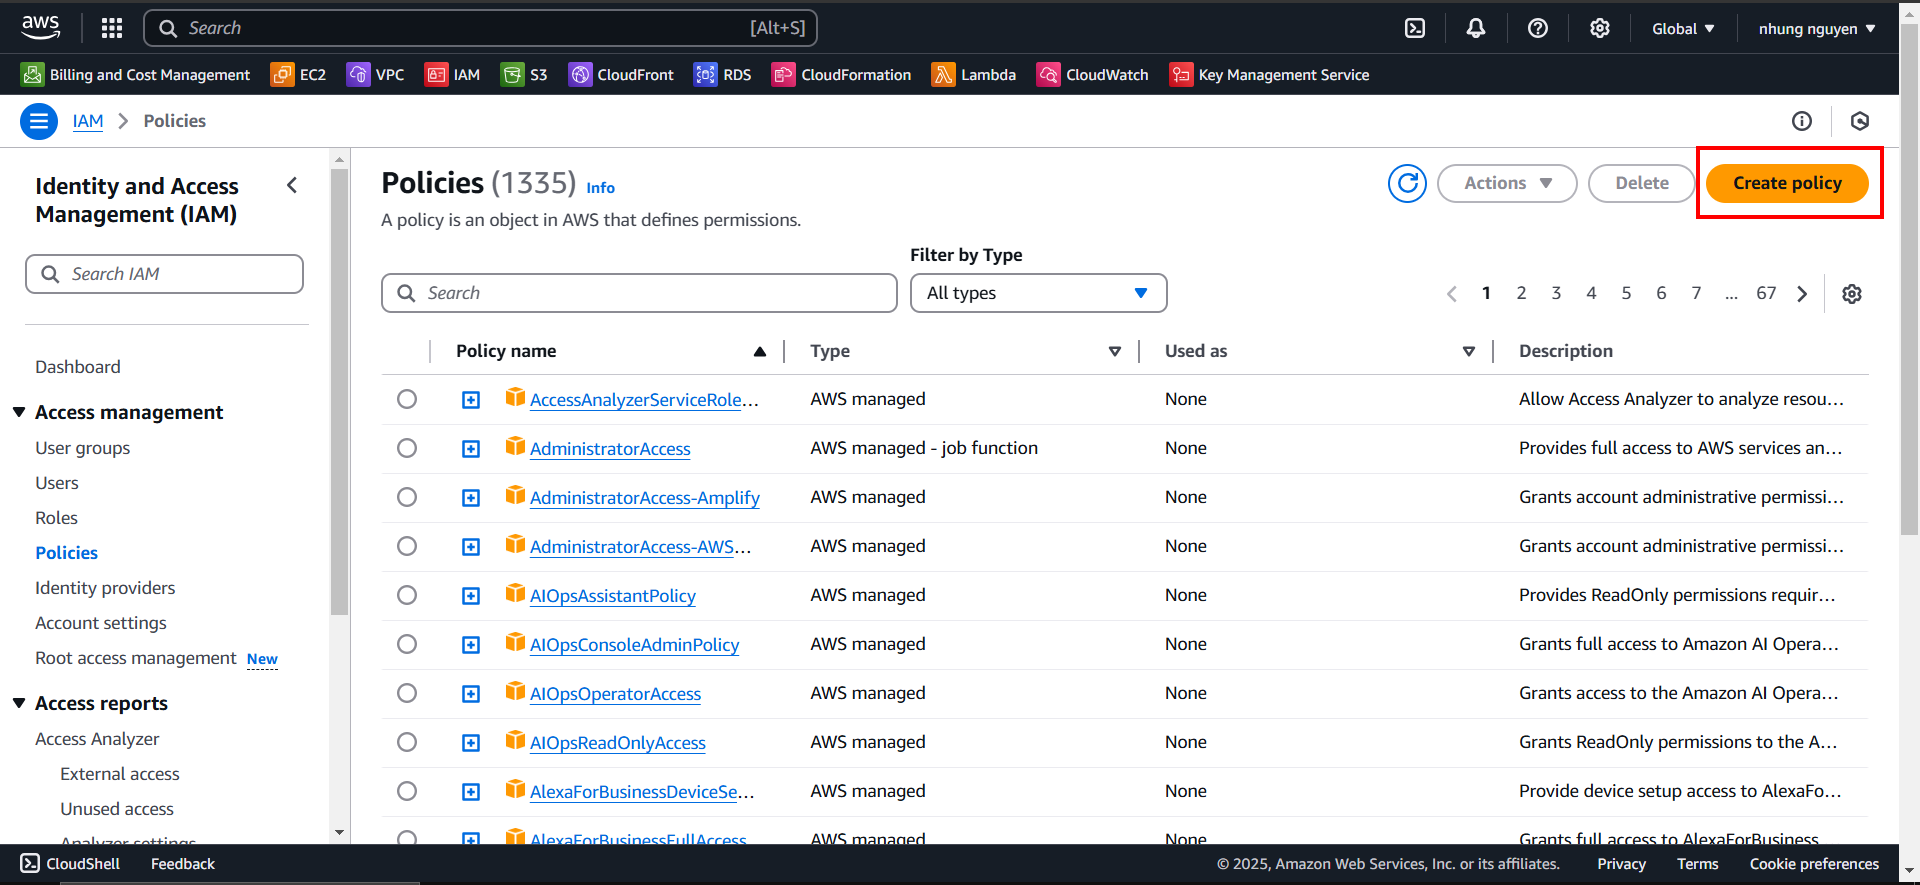 aws
Search [Alt+S]
Global
nhung nguyen
Billing and Cost Management EC2 VPC IAM S3 CloudFront RDS CloudFormation Lambda CloudWatch Key Management Service
IAM Policies
Identity and Access
Management (IAM)
Search IAM
Dashboard
Access management
User groups
Users
Roles
Policies
Identity providers
Account settings
Root access management New
Access reports
Access Analyzer
External access
Unused access
Analyzer settings
Policies (1335) Info
Actions Delete Create policy
A policy is an object in AWS that defines permissions.
Filter by Type
Search All types 1 2 3 4 5 6 7 ... 67
Policy name Type Used as Description
AccessAnalyzerServiceRole... AWS managed None Allow Access Analyzer to analyze resou...
AdministratorAccess AWS managed - job function None Provides full access to AWS services an...
AdministratorAccess-Amplify AWS managed None Grants account administrative permissi...
AdministratorAccess-AWS... AWS managed None Grants account administrative permissi...
AIOpsAssistantPolicy AWS managed None Provides ReadOnly permissions requir...
AIOpsConsoleAdminPolicy AWS managed None Grants full access to Amazon AI Opera...
AIOpsOperatorAccess AWS managed None Grants access to the Amazon AI Opera...
AIOpsReadOnlyAccess AWS managed None Grants ReadOnly permissions to the A...
AlexaForBusinessDeviceSe... AWS managed None Provide device setup access to AlexaFo...
AlexaForBusinessFullAccess AWS managed None Grants full access to AlexaForBusiness
CloudShell Feedback © 2025, Amazon Web Services, Inc. or its affiliates. Privacy Terms Cookie preferences